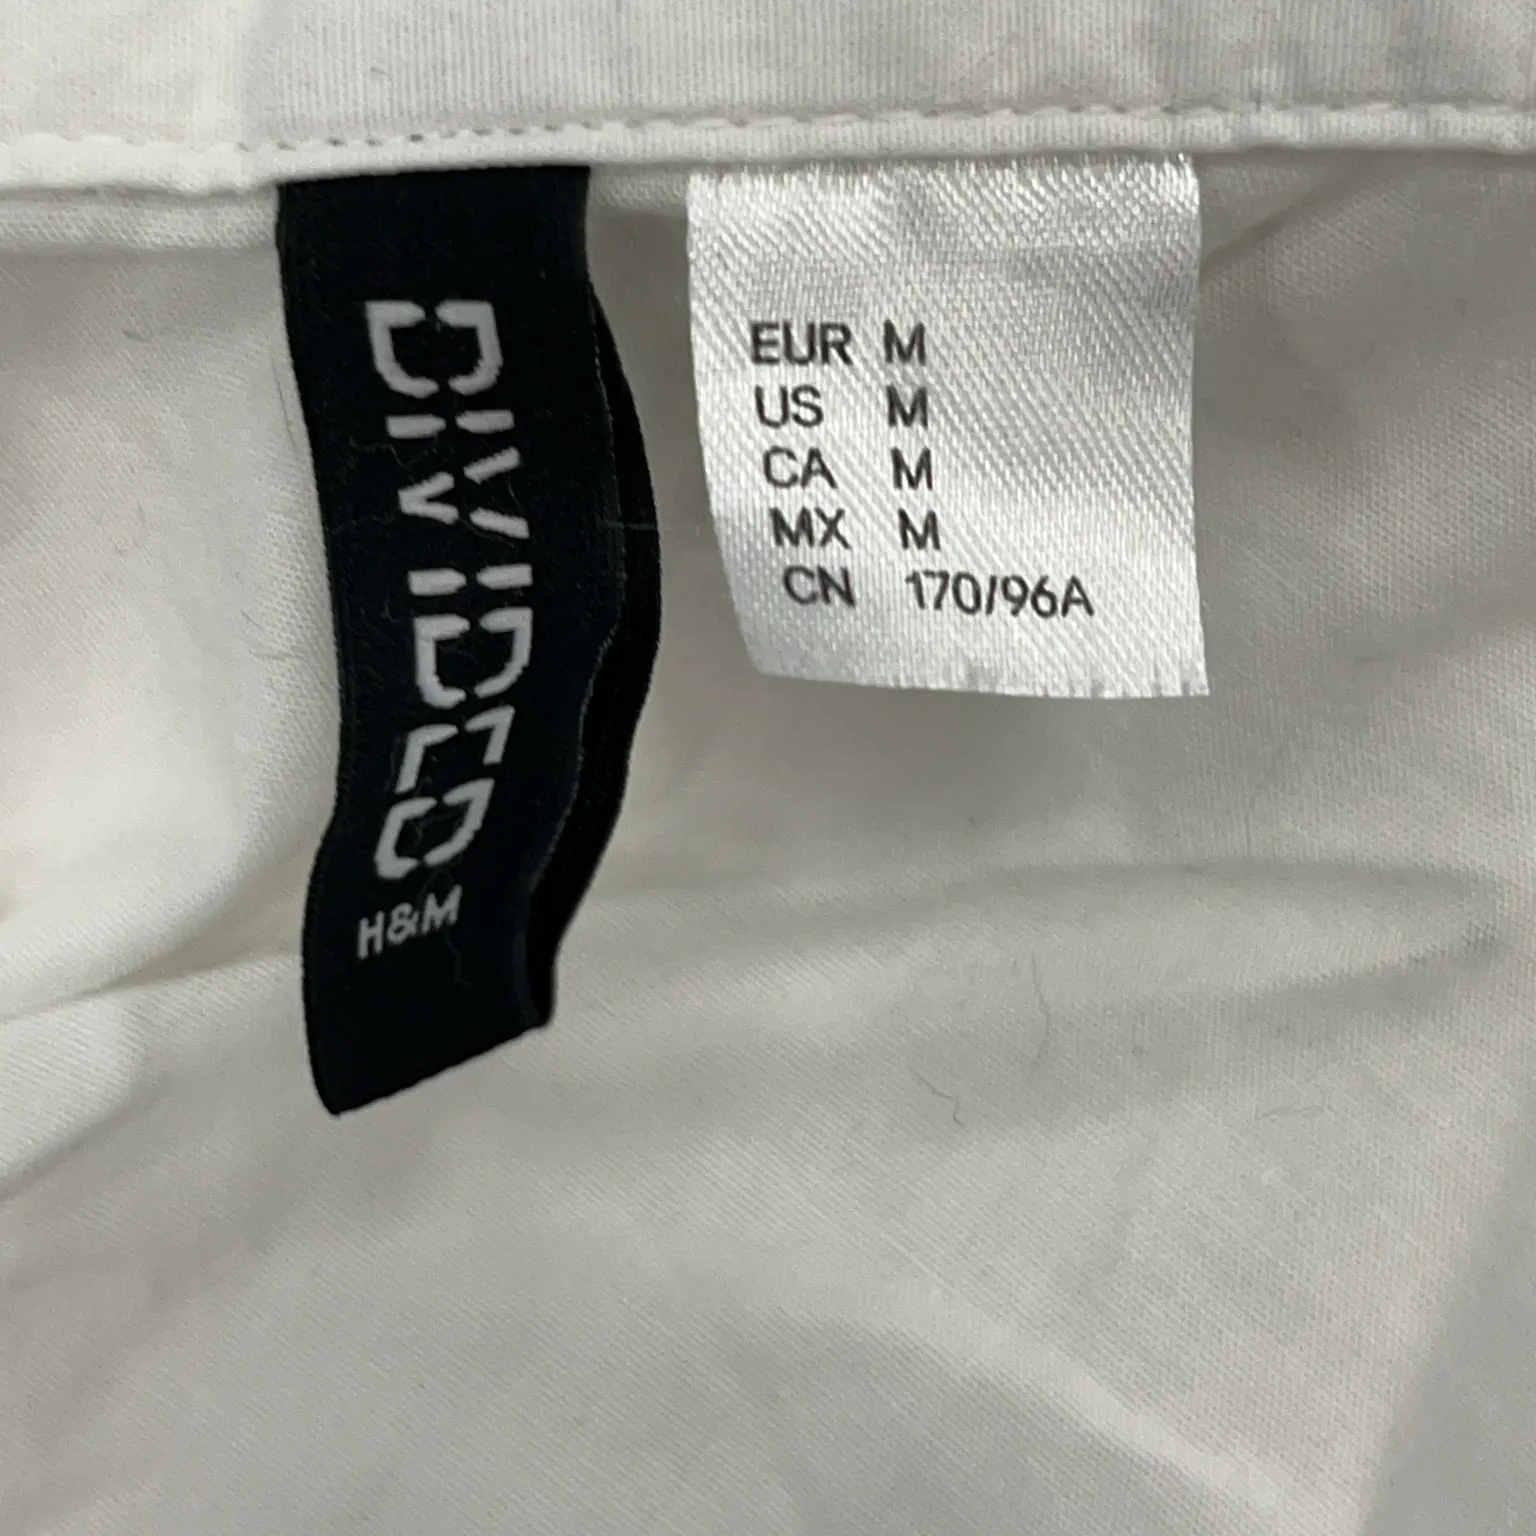 DIVIDED
H&M
EUR M
US M
CA M
MX M
CN 170/96A